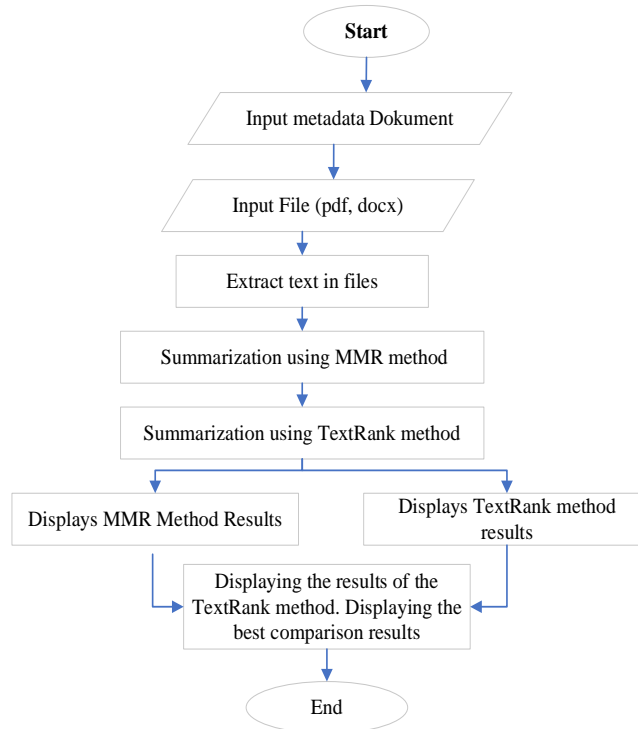 Start
Input metadata Dokument
Input File (pdf, docx)
Extract text in files
Summarization using MMR method
Summarization using TextRank method
Displays MMR Method Results
Displays TextRank method
results
Displaying the results of the
TextRank method. Displaying the
best comparison results
End